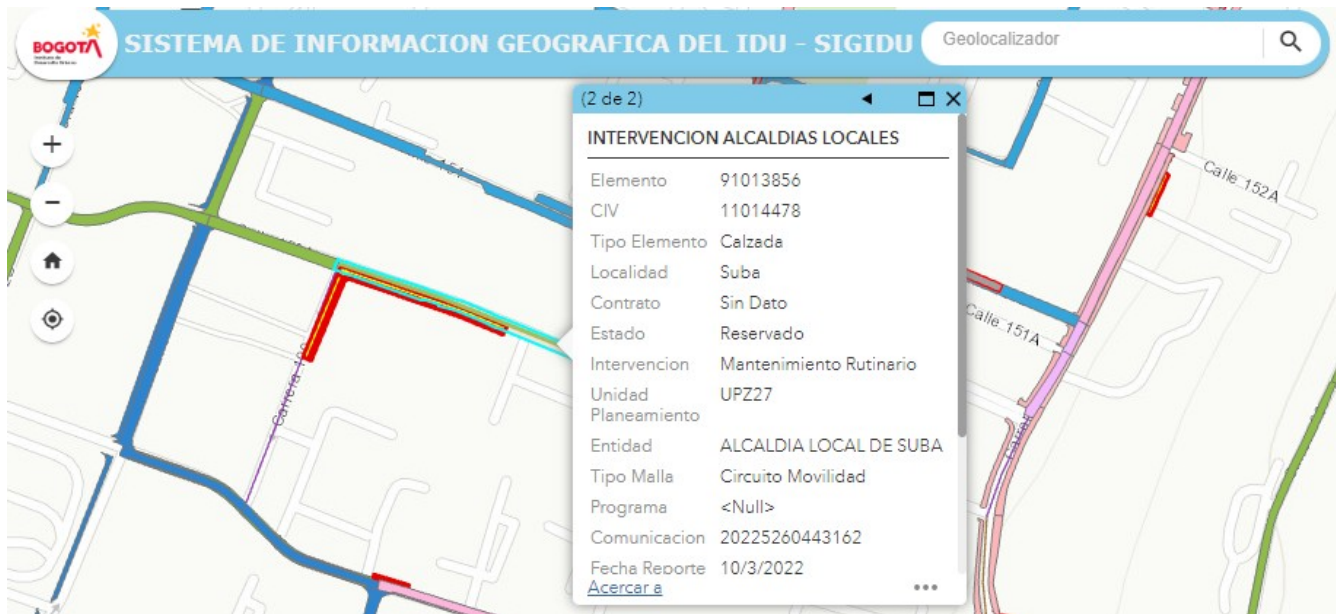 BOGOTÁ
SISTEMA DE INFORMACION GEOGRAFICA DEL IDU - SIGIDU
Geolocalizador
(2 de 2)
INTERVENCION ALCALDIAS LOCALES
Elemento 91013856
CIV 11014478
Tipo Elemento Calzada
Localidad Suba
Contrato Sin Dato
Estado Reservado
Intervencion Mantenimiento Rutinario
Unidad Planeamiento UPZ27
Entidad ALCALDIA LOCAL DE SUBA
Tipo Malla Circuito Movilidad
Programa <Null>
Comunicacion 20225260443162
Fecha Reporte 10/3/2022
Acercar a
Calle 152A
Calle 151A